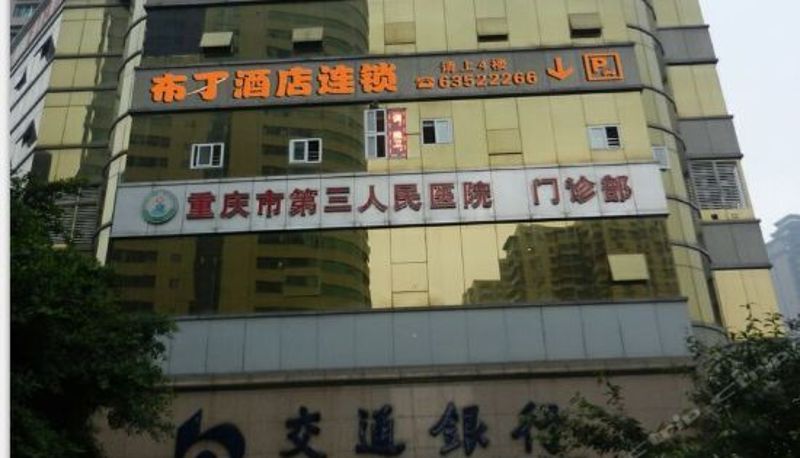 布丁酒店连锁
请上4楼
☎63522266 ↓ P
重庆市第三人民医院 门诊部
交通銀行